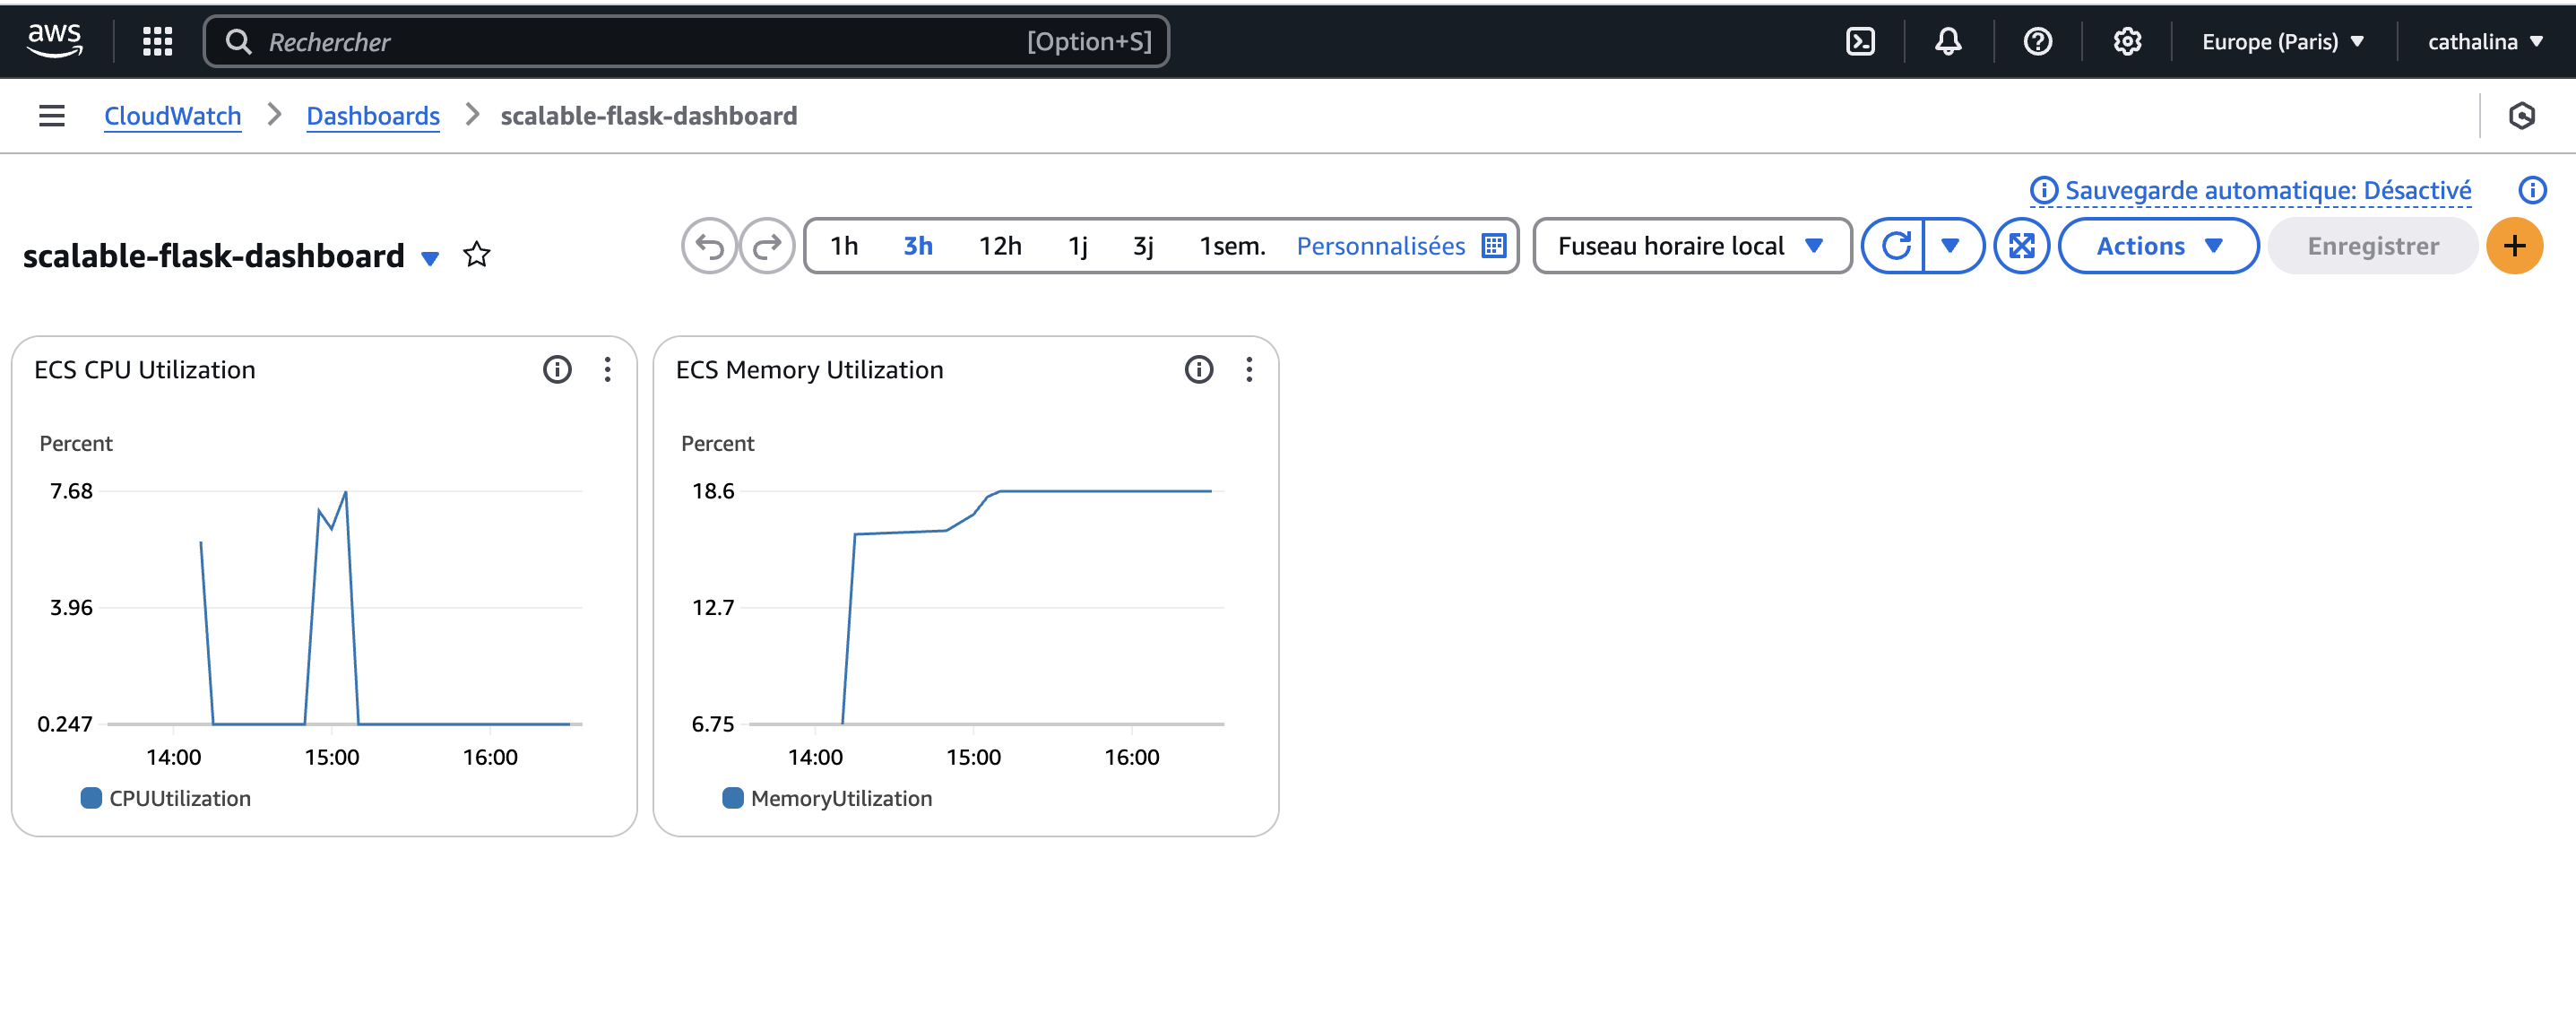 aws Rechercher [Option+S] Europe (Paris) cathalina
CloudWatch Dashboards scalable-flask-dashboard
Sauvegarde automatique: Désactivé
scalable-flask-dashboard 1h 3h 12h 1j 3j 1sem. Personnalisées Fuseau horaire local Actions Enregistrer +
ECS CPU Utilization
Percent
7.68
3.96
0.247
14:00 15:00 16:00
CPUUtilization
ECS Memory Utilization
Percent
18.6
12.7
6.75
14:00 15:00 16:00
MemoryUtilization